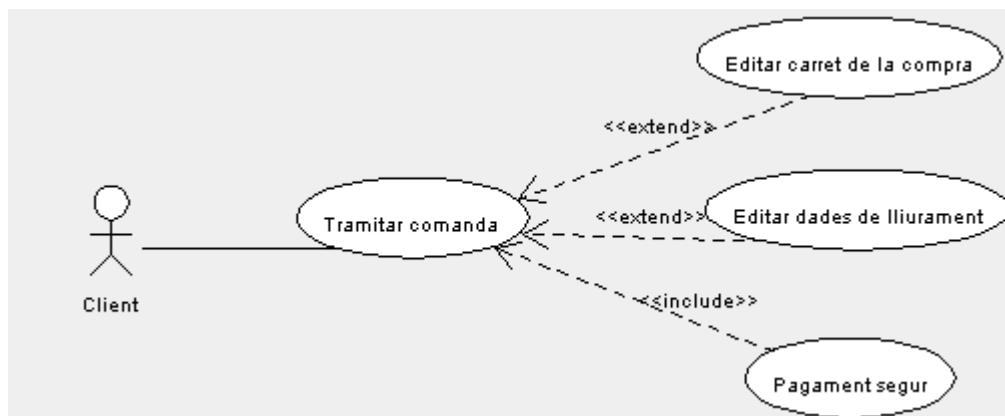 Editar carret de la compra
<<extend>>
Tramitar comanda
<<extend>>
Editar dades de lliurament
Client
<<include>>
Pagament segur